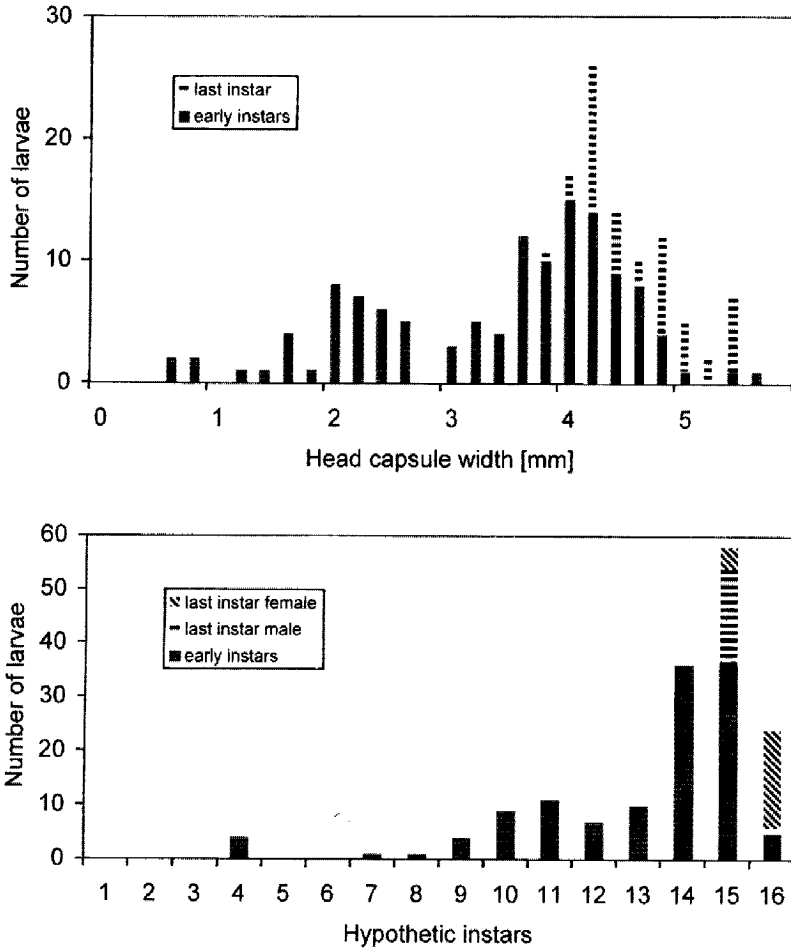 30
20
10
0
Number of larvae
last instar
early instars
0 1 2 3 4 5
Head capsule width [mm]
60
50
40
30
20
10
0
Number of larvae
last instar female
last instar male
early instars
1 2 3 4 5 6 7 8 9 10 11 12 13 14 15 16
Hypothetic instars